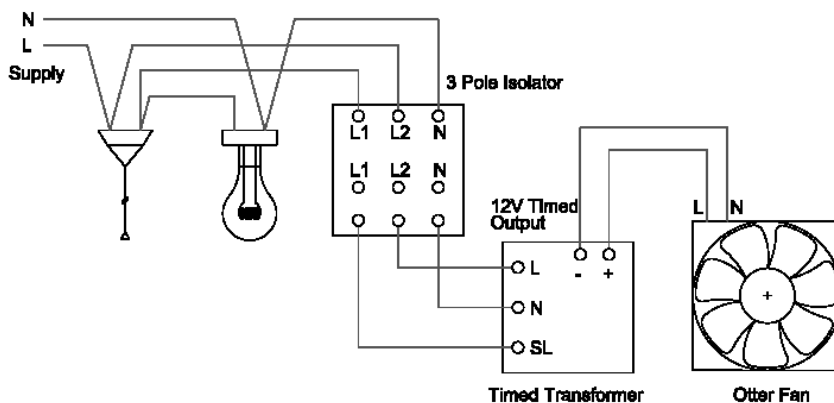 N
L
Supply
3 Pole Isolator
L1 L2 N
L1 L2 N
12V Timed
Output
L N
- +
L
N
SL
+
Timed Transformer
Otter Fan